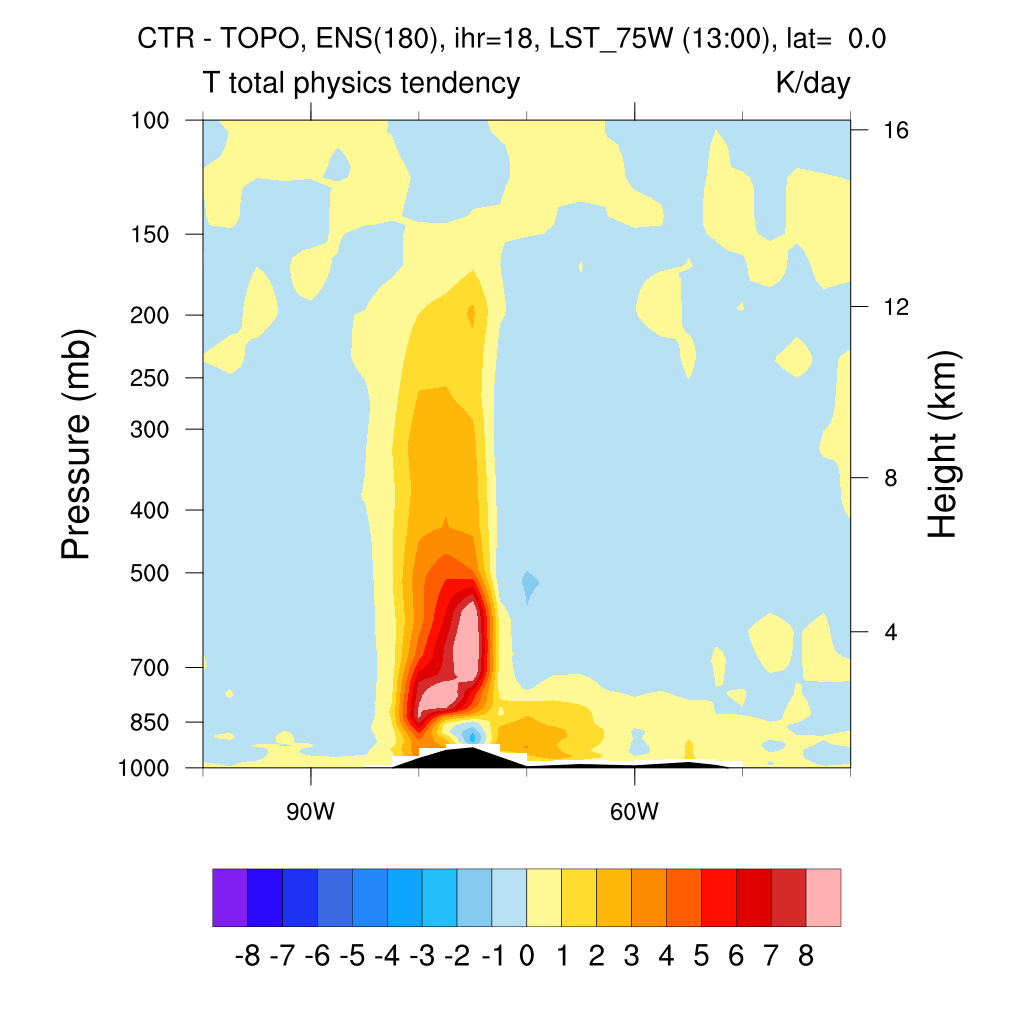 CTR - TOPO, ENS(180), ihr=18, LST_75W (13:00), lat=  0.0
T total physics tendency
K/day
100
150
200
250
300
400
500
700
850
1000
Pressure (mb)
16
12
8
4
Height (km)
90W
60W
-8 -7 -6 -5 -4 -3 -2 -1 0 1 2 3 4 5 6 7 8